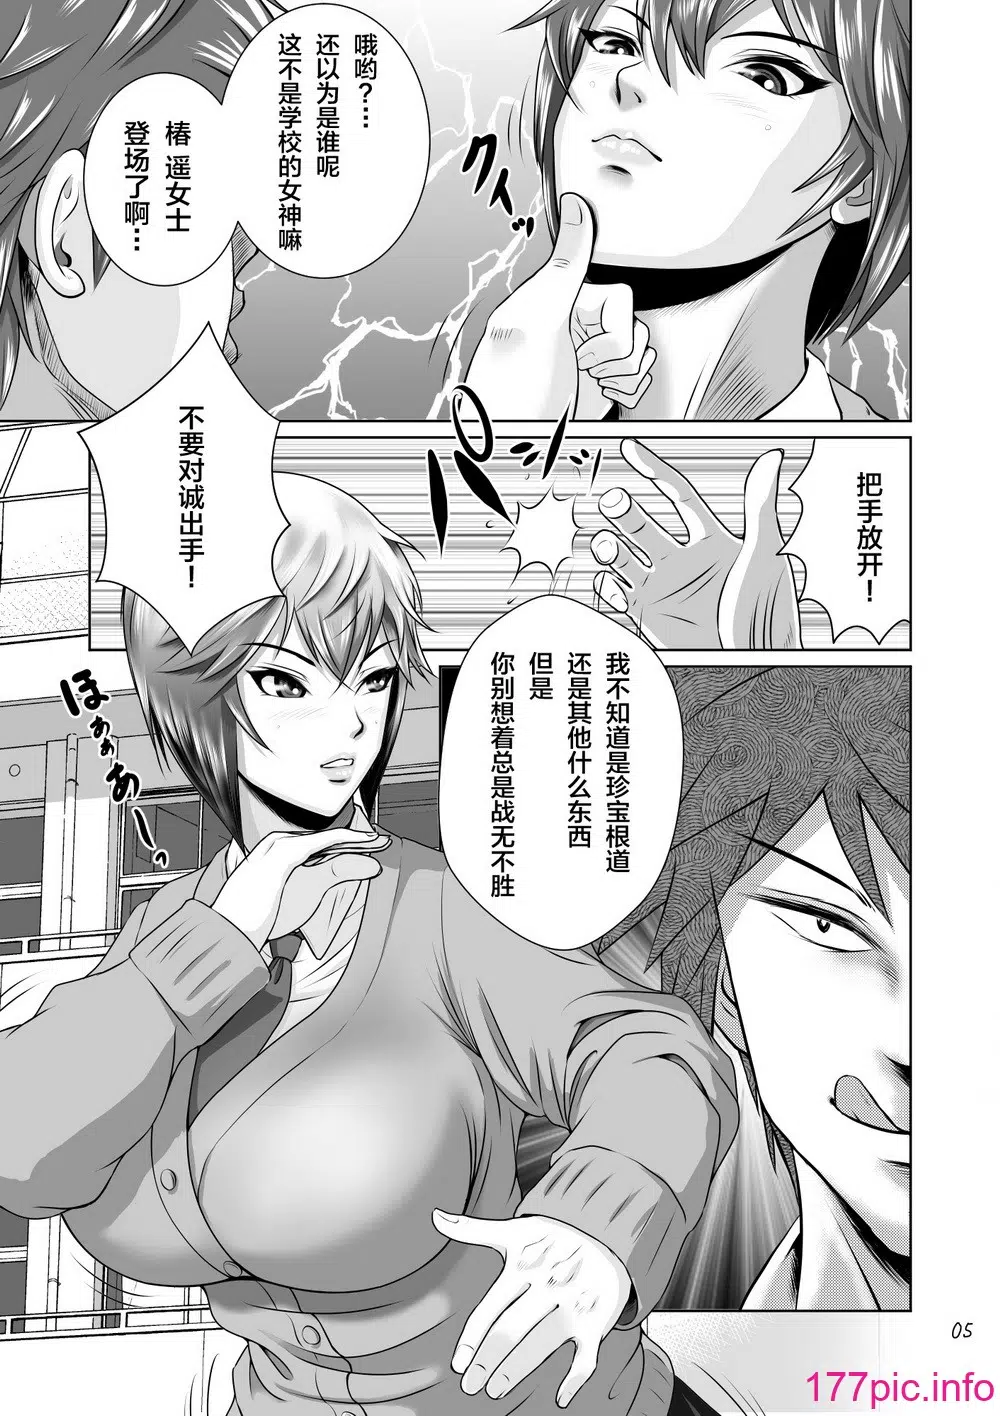 哦哟？…
还以为是谁呢
这不是学校的女神嘛
椿 遥女士
登场了啊…
クイッ
把手放开！
不要对诚出手！
我不知道是珍宝根道
还是其他什么东西
但是
你别想着总是战无不胜
ほぁぁあーっ
05
177pic.info